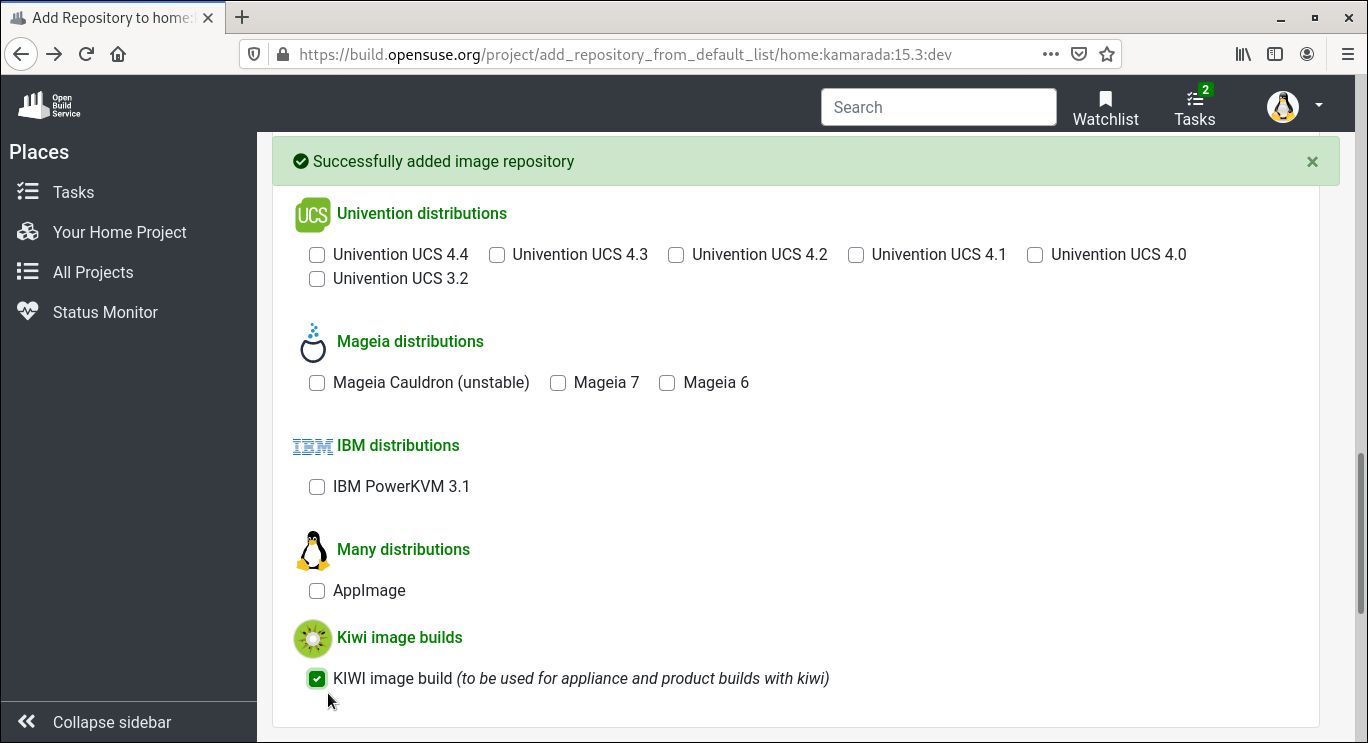 Add Repository to home:
https://build.opensuse.org/project/add_repository_from_default_list/home:kamarada:15.3:dev
Open
Build
Service
Search
Watchlist
2
Tasks
Places
Tasks
Your Home Project
All Projects
Status Monitor
Collapse sidebar
Successfully added image repository
UCS Univention distributions
Univention UCS 4.4 Univention UCS 4.3 Univention UCS 4.2 Univention UCS 4.1 Univention UCS 4.0
Univention UCS 3.2
Mageia distributions
Mageia Cauldron (unstable) Mageia 7 Mageia 6
IBM IBM distributions
IBM PowerKVM 3.1
Many distributions
AppImage
Kiwi image builds
KIWI image build (to be used for appliance and product builds with kiwi)